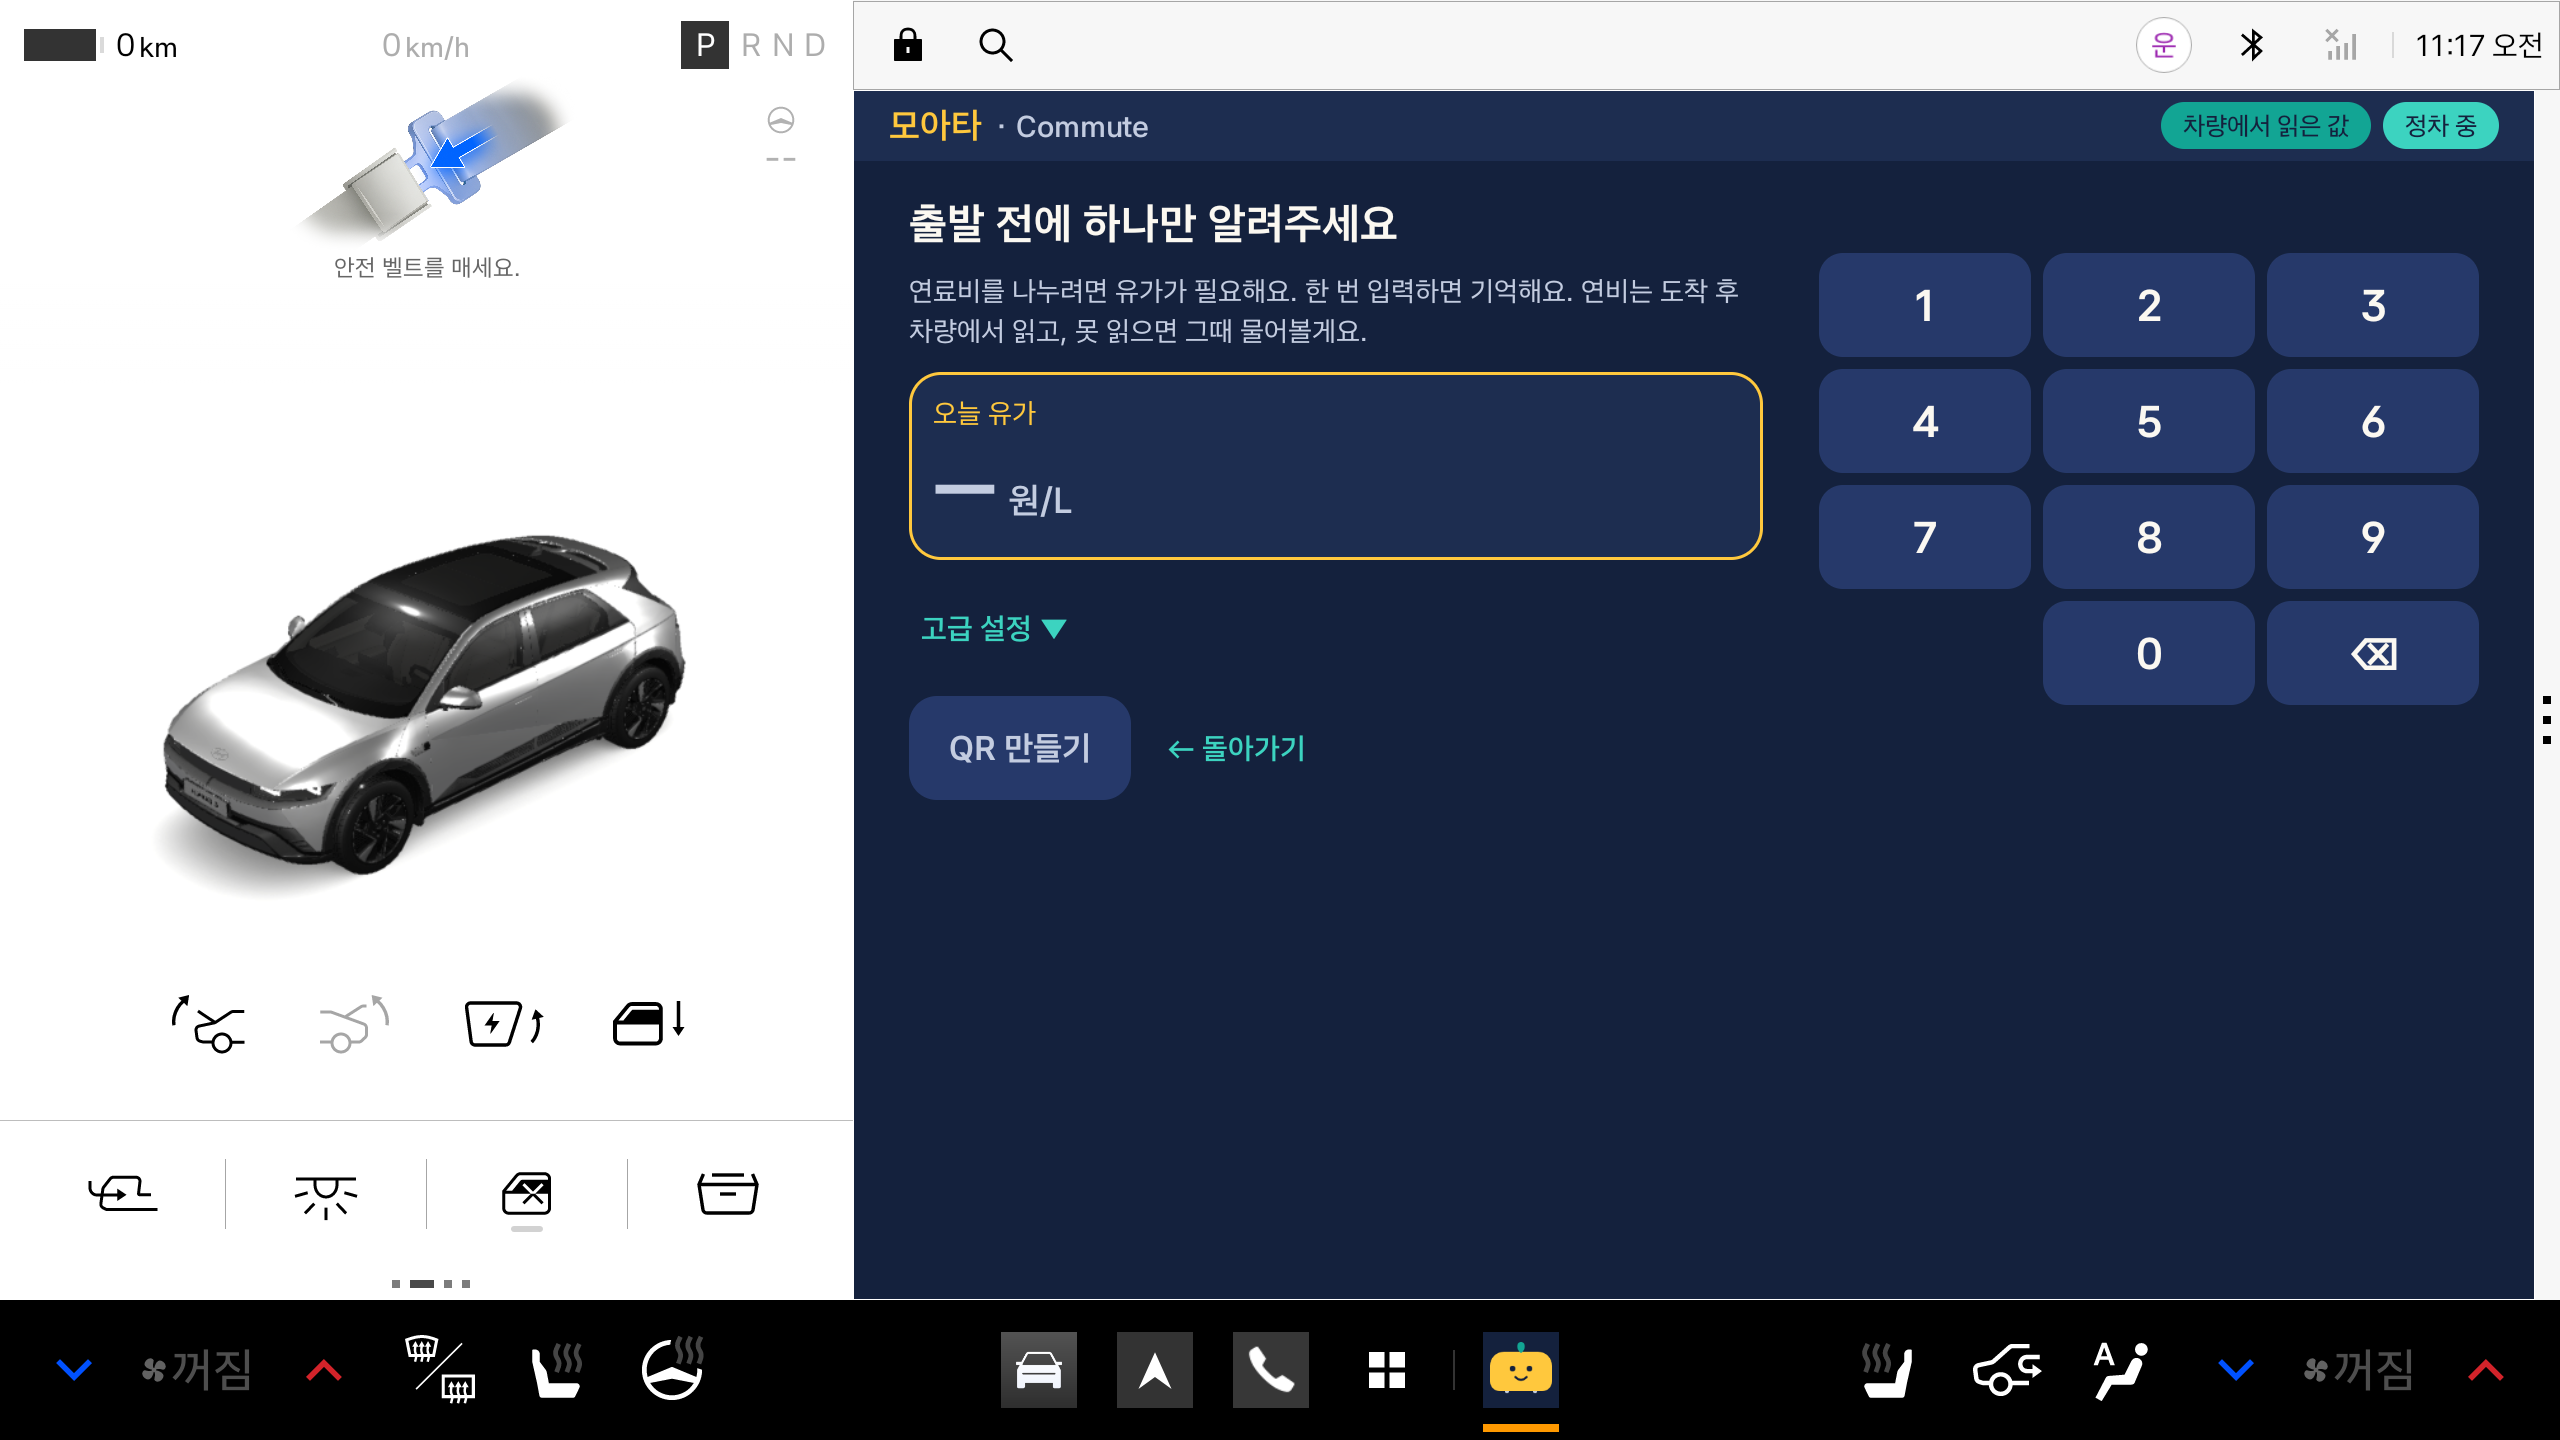 0 km
0 km/h
P R N D
운
11:17 오전
안전 벨트를 매세요.
모아타 · Commute
차량에서 읽은 값
정차 중
출발 전에 하나만 알려주세요
연료비를 나누려면 유가가 필요해요. 한 번 입력하면 기억해요. 연비는 도착 후
차량에서 읽고, 못 읽으면 그때 물어볼게요.
오늘 유가
— 원/L
고급 설정 ▼
QR 만들기
← 돌아가기
1 2 3
4 5 6
7 8 9
0
꺼짐
A
꺼짐